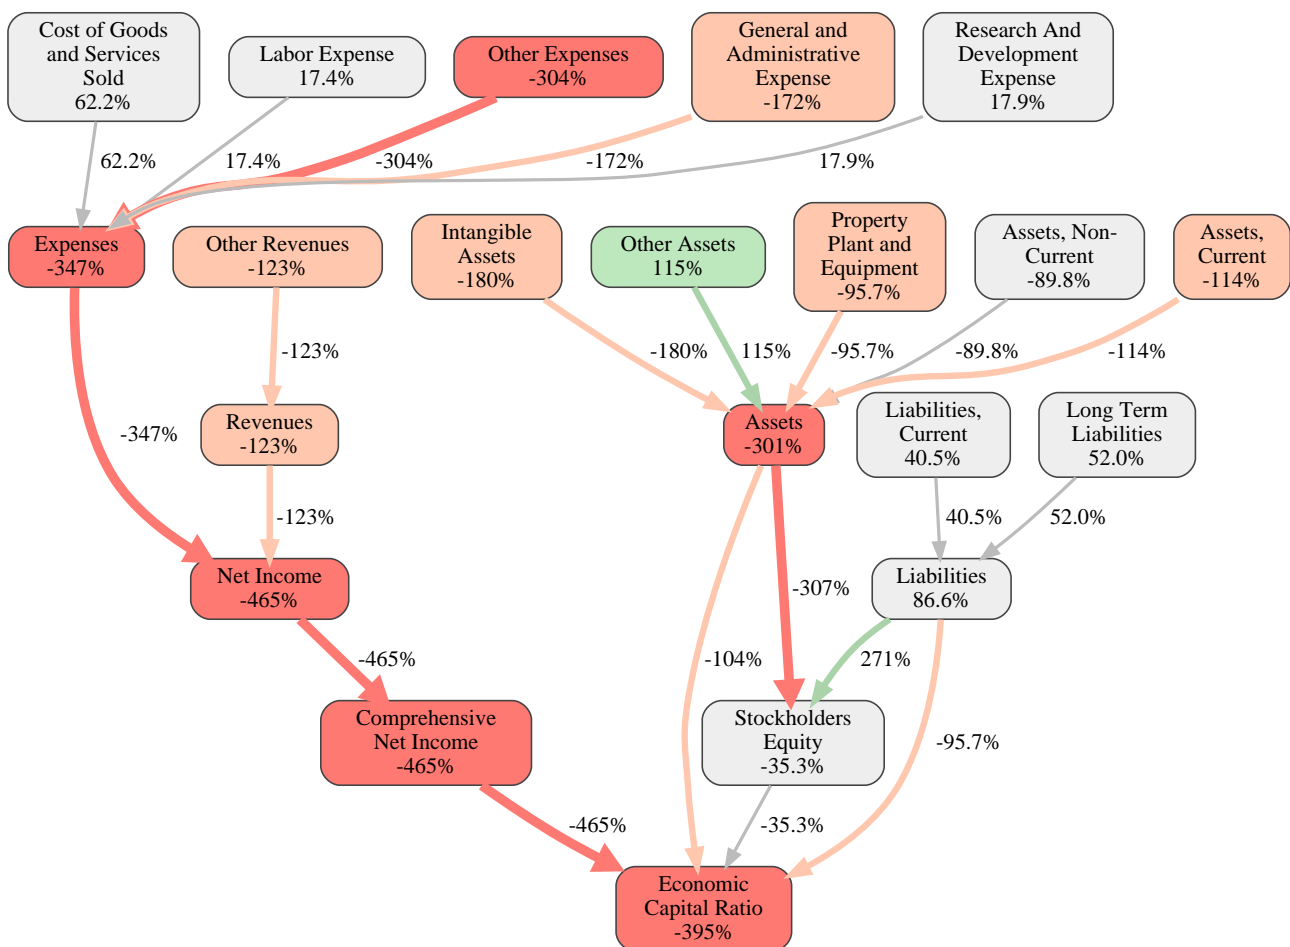 Cost of Goods
and Services
Sold
62.2%
Labor Expense
17.4%
Other Expenses
-304%
General and
Administrative
Expense
-172%
Research And
Development
Expense
17.9%
62.2%
17.4%
-304%
-172%
17.9%
Expenses
-347%
Other Revenues
-123%
Intangible
Assets
-180%
Other Assets
115%
Property
Plant and
Equipment
-95.7%
Assets, Non-
Current
-89.8%
Assets,
Current
-114%
-123%
-180%
115%
-95.7%
-89.8%
-114%
-347%
Revenues
-123%
Assets
-301%
Liabilities,
Current
40.5%
Long Term
Liabilities
52.0%
-123%
40.5%
52.0%
Net Income
-465%
-307%
Liabilities
86.6%
-465%
-104%
271%
-95.7%
Comprehensive
Net Income
-465%
Stockholders
Equity
-35.3%
-465%
-35.3%
Economic
Capital Ratio
-395%